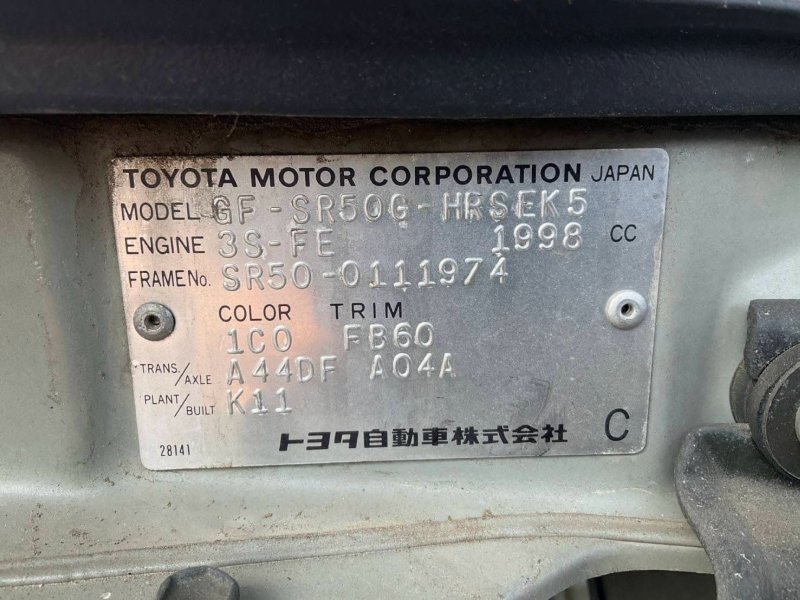 TOYOTA MOTOR CORPORATION JAPAN
MODEL GF-SR50G-HRSEK5
ENGINE 3S-FE 1998 CC
FRAME No. SR50-0111974
COLOR TRIM
1C0 FB60
TRANS./AXLE A44DF A04A
PLANT/BUILT K11
28141 トヨタ自動車株式会社 C